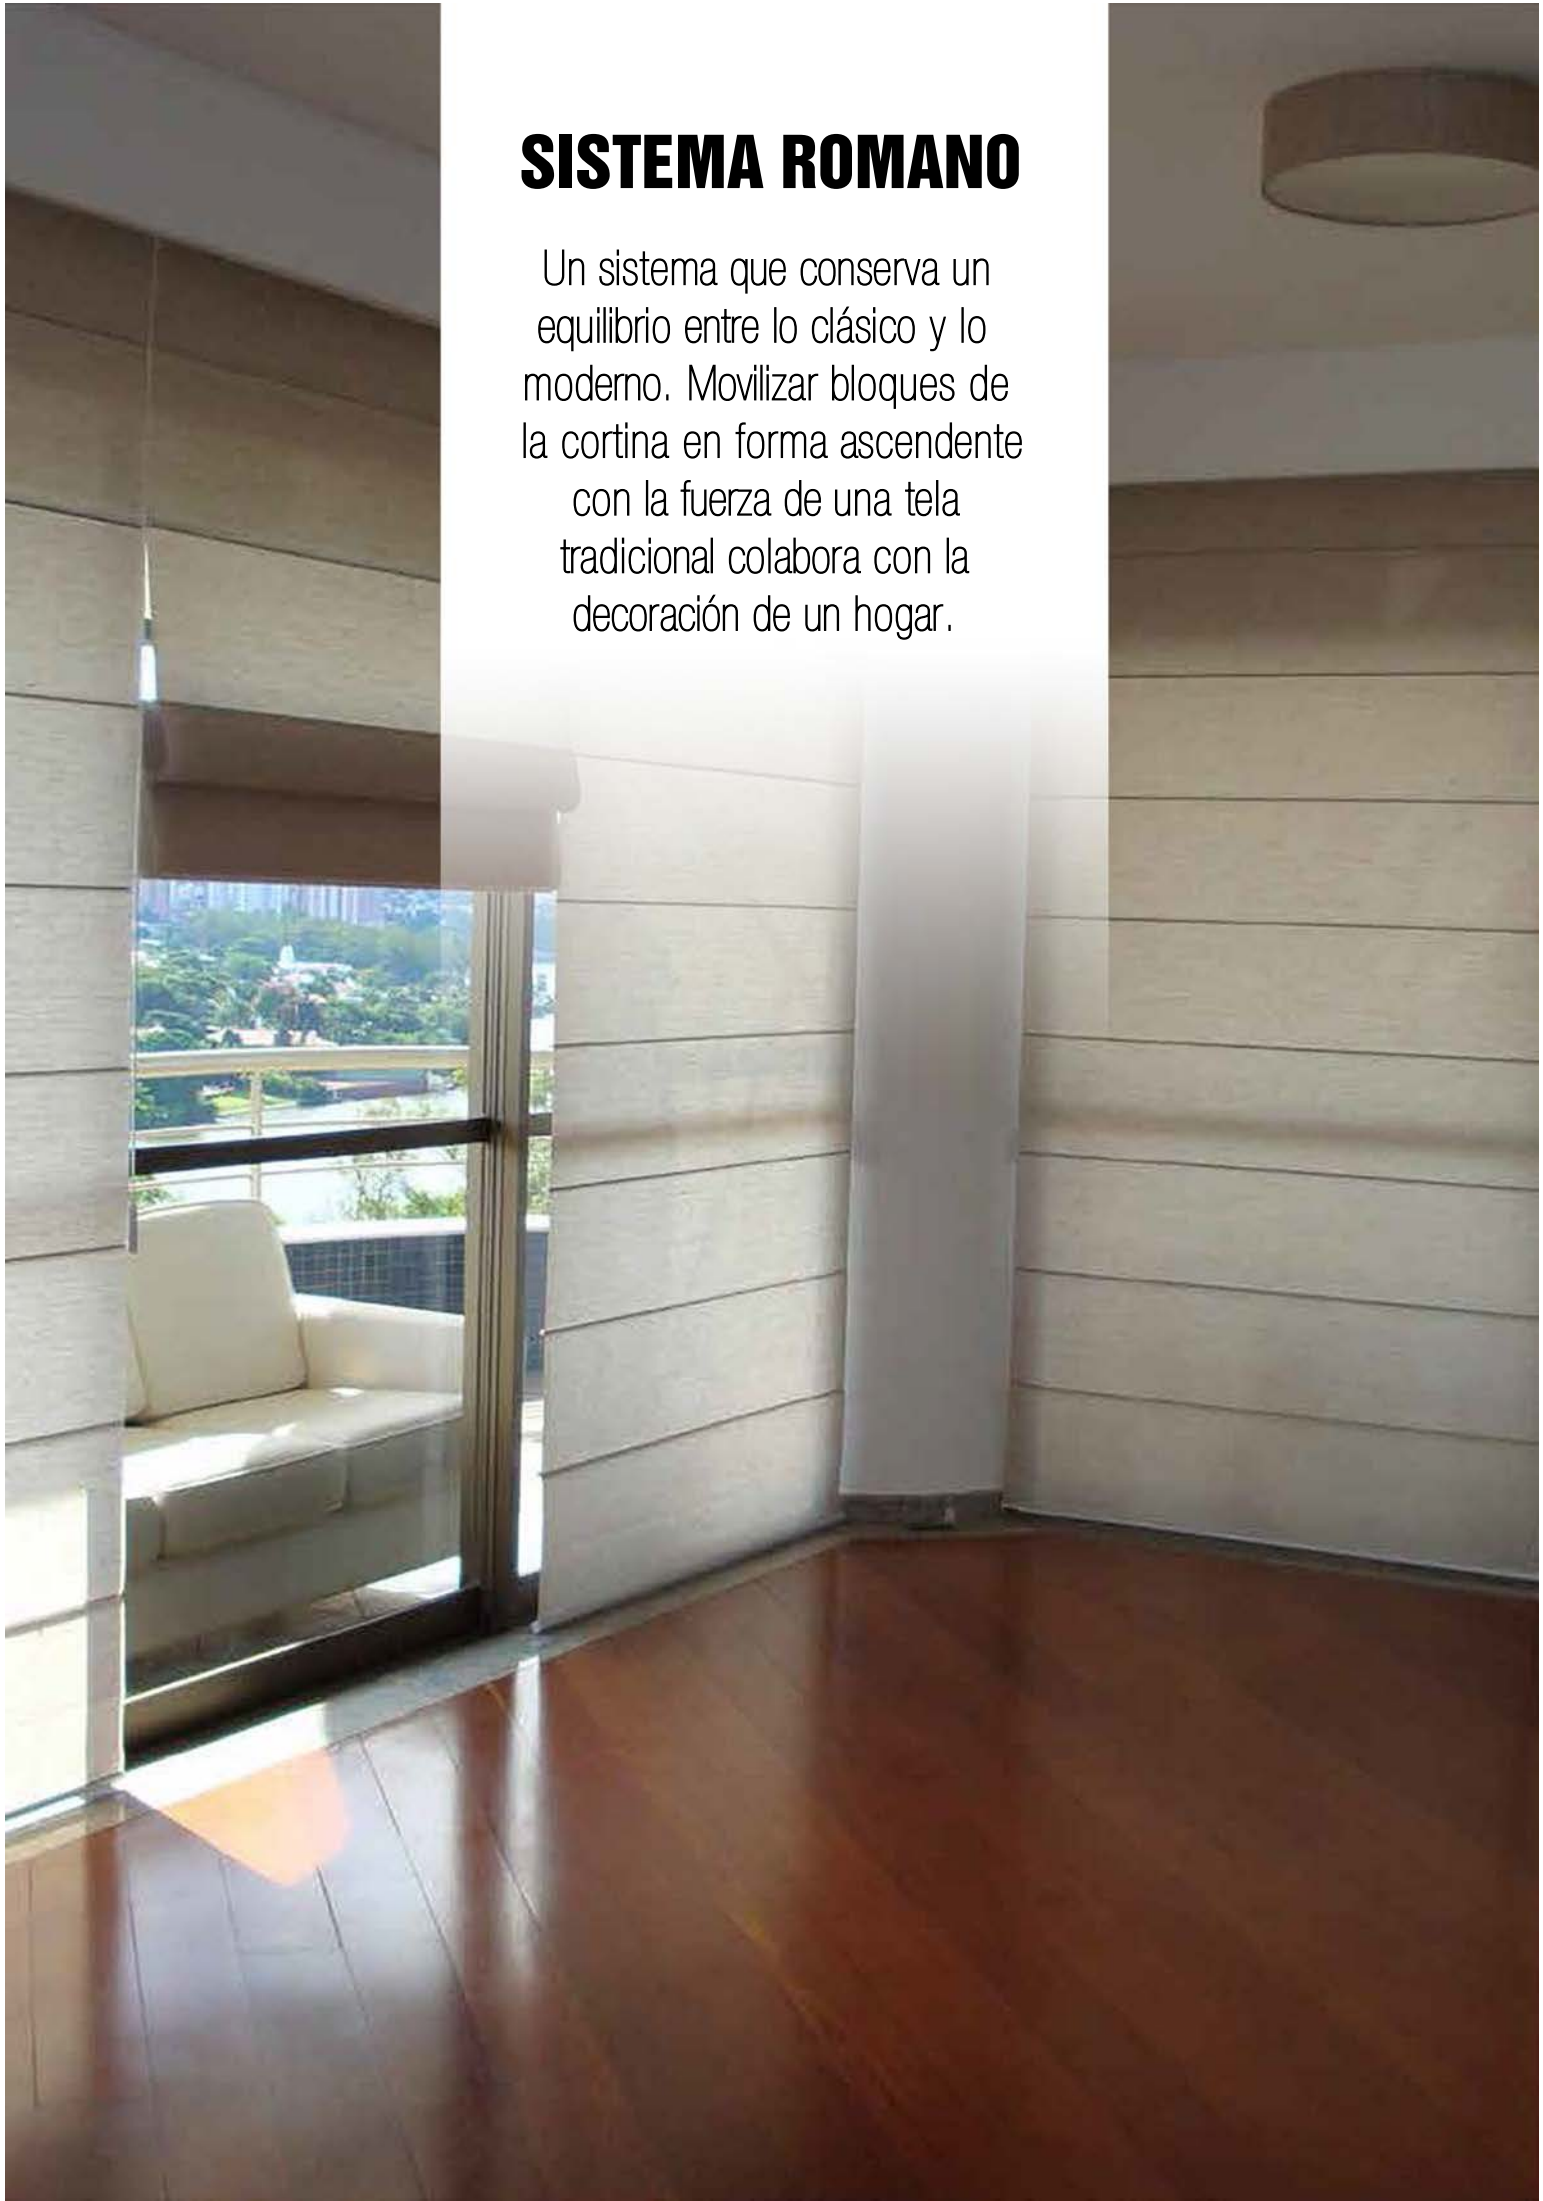 SISTEMA ROMANO
Un sistema que conserva un
equilibrio entre lo clásico y lo
moderno. Movilizar bloques de
la cortina en forma ascendente
con la fuerza de una tela
tradicional colabora con la
decoración de un hogar.